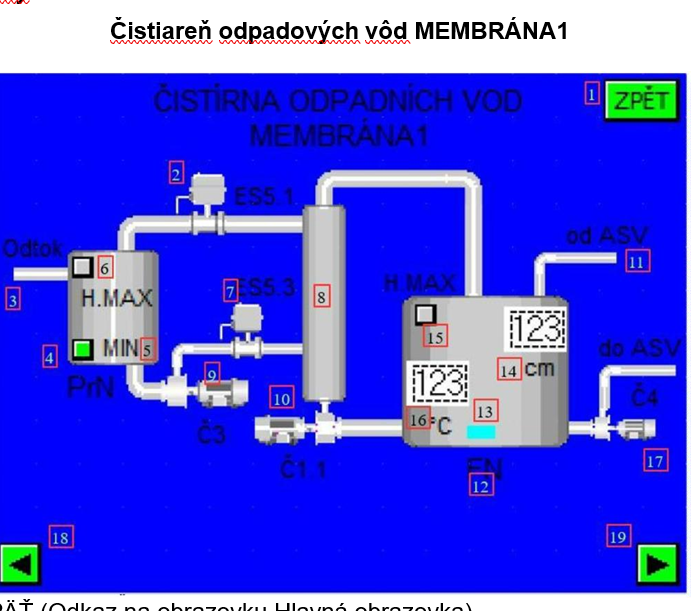 Čistiareň odpadových vôd MEMBRÁNA1
ČISTÍRNA ODPADNÍCH VOD
MEMBRÁNA1
1
ZPĚT
2
ES5.1
Odtok
od ASV
3
6
H.MAX
11
7
ES5.3
8
H.MAX
15
123
4
MIN
5
14
cm
do ASV
PrN
9
10
123
13
Č4
16
°C
Č3
Č1.1
FN
12
17
18
19
PÄŤ (Odkaz na obrazovku Hlavná obrazovka)